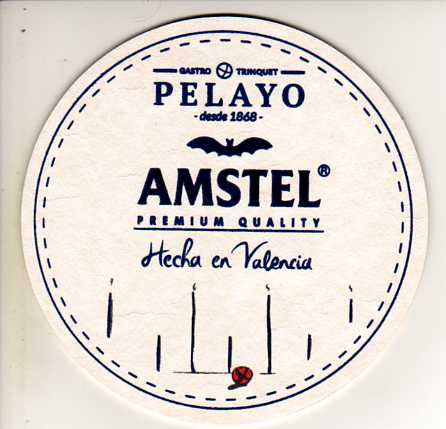 GASTRO TRINQUET
PELAYO
- desde 1868 -
AMSTEL®
PREMIUM QUALITY
Hecha en Valencia